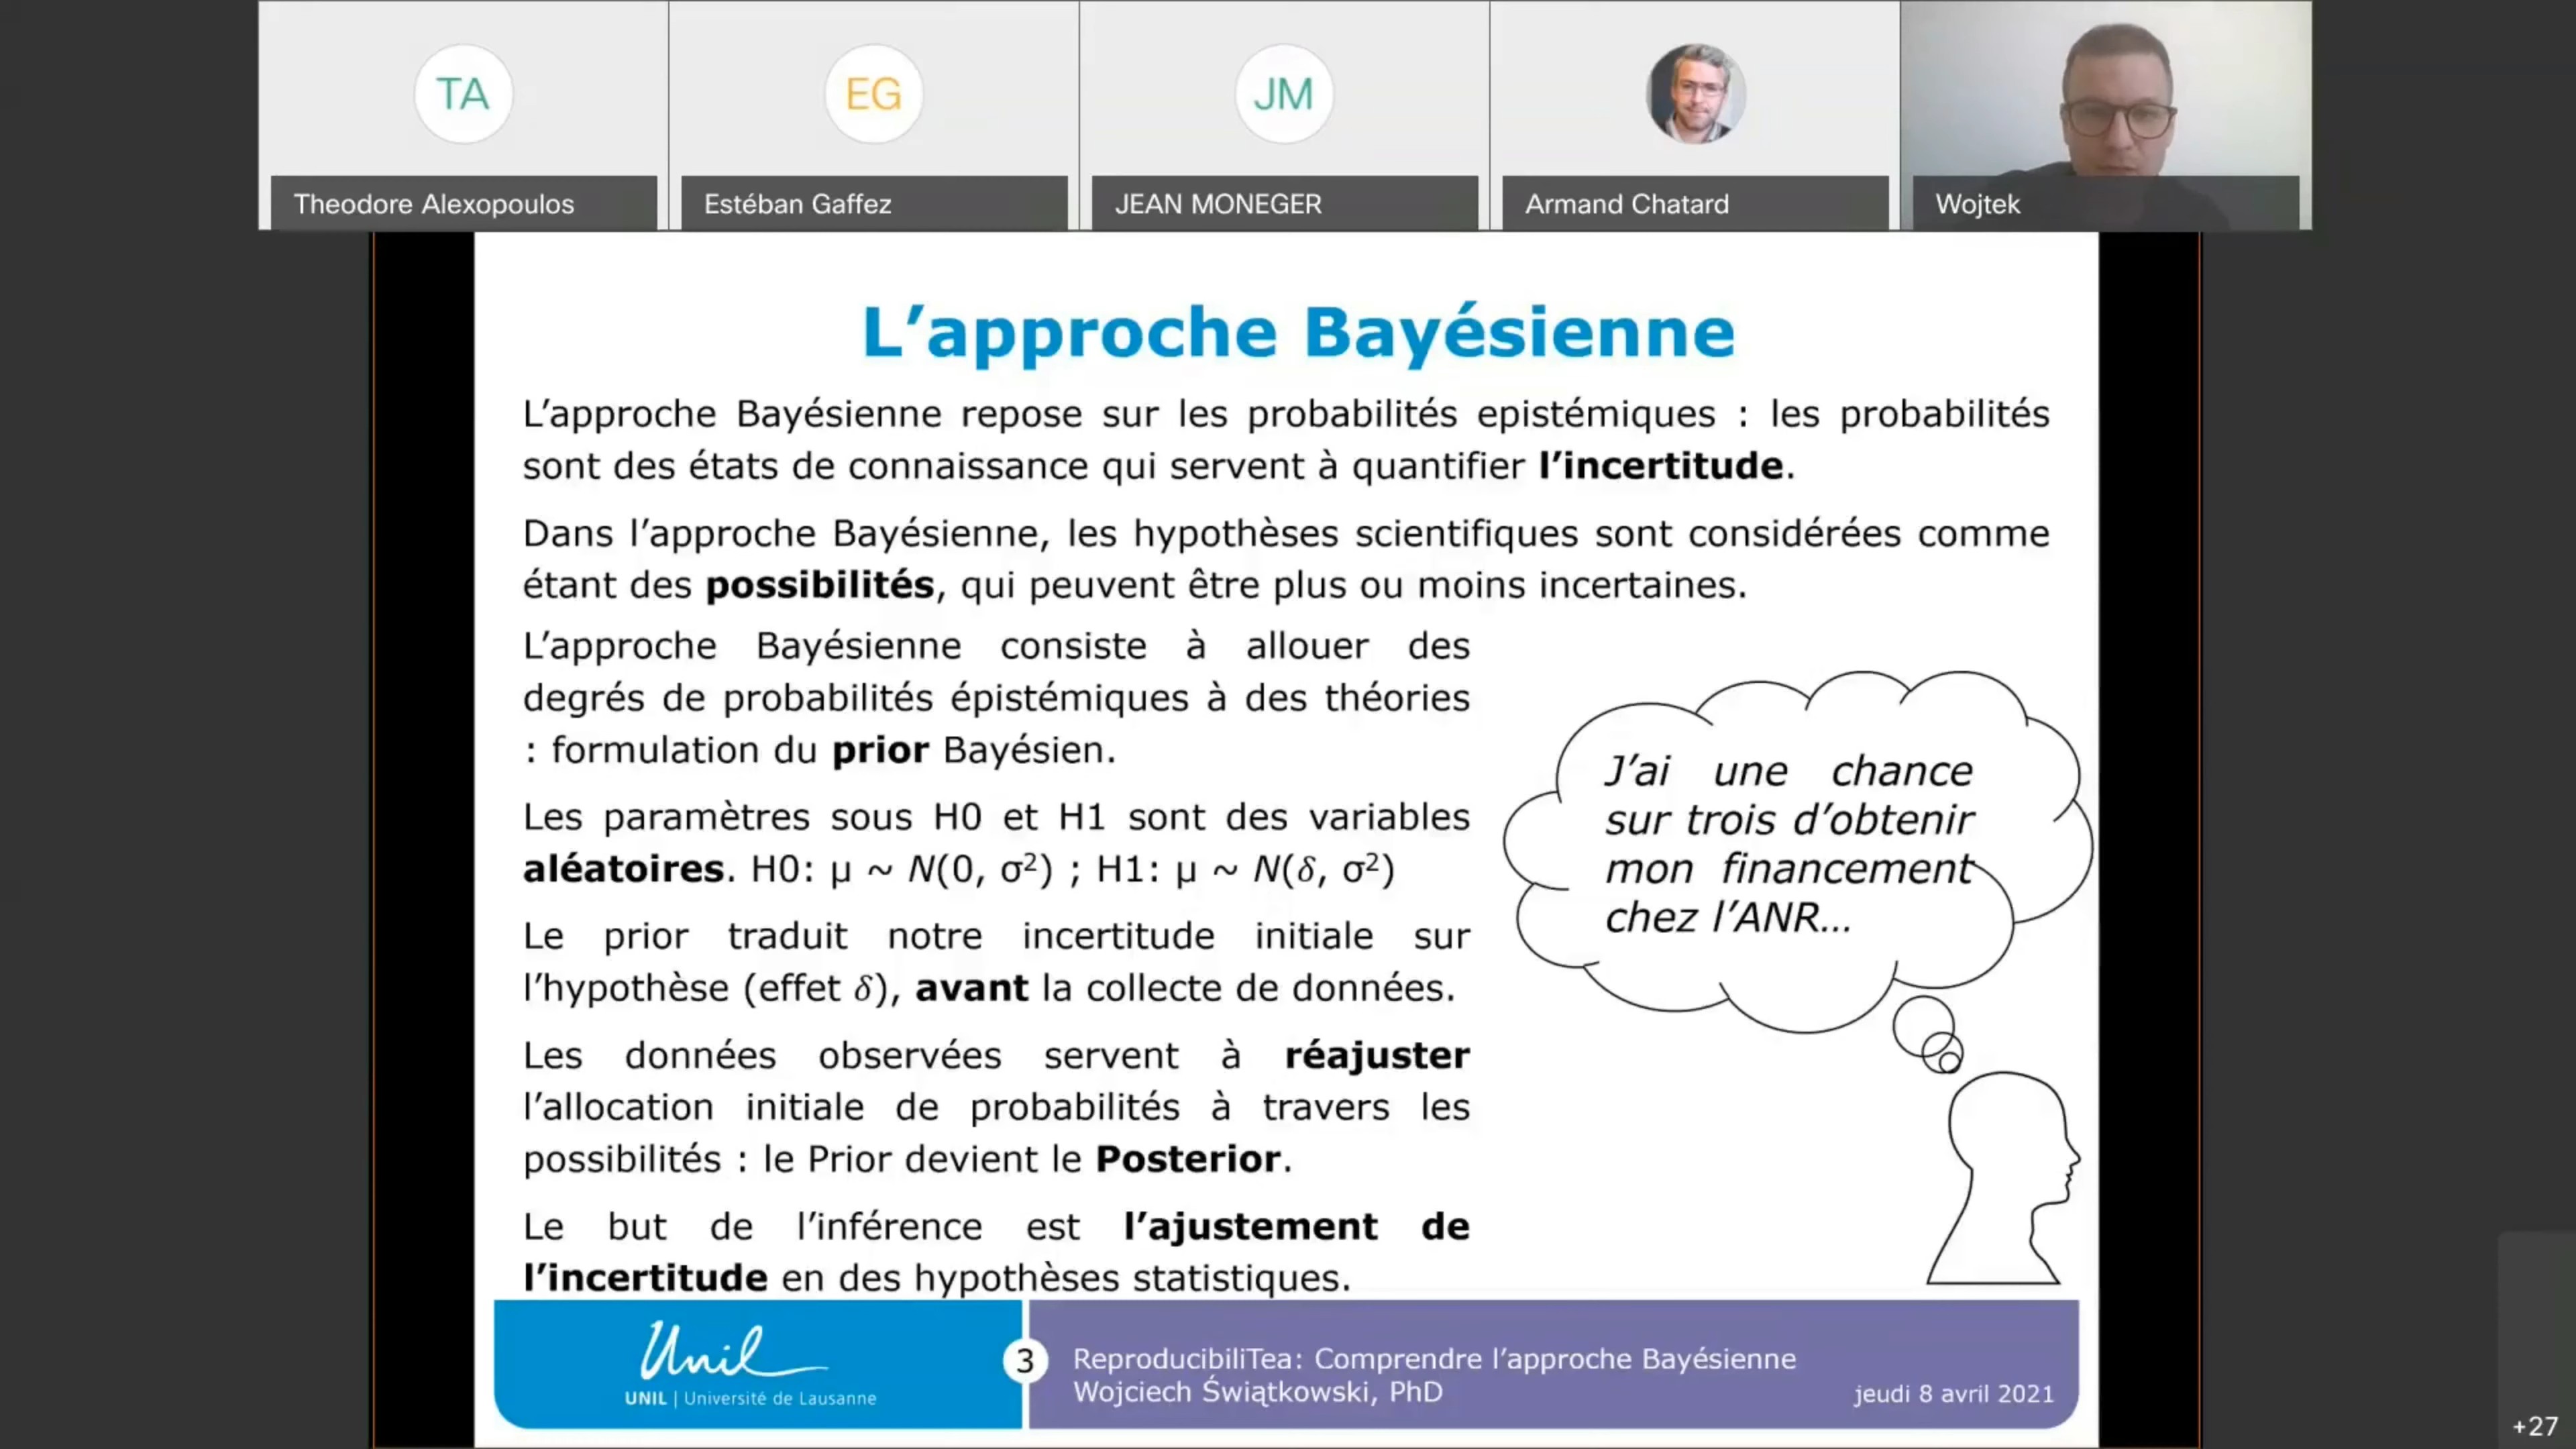 TA
EG
JM
Theodore Alexopoulos
Estéban Gaffez
JEAN MONEGER
Armand Chatard
Wojtek
L’approche Bayésienne
L’approche Bayésienne repose sur les probabilités epistémiques : les probabilités
sont des états de connaissance qui servent à quantifier l’incertitude.
Dans l’approche Bayésienne, les hypothèses scientifiques sont considérées comme
étant des possibilités, qui peuvent être plus ou moins incertaines.
L’approche Bayésienne consiste à allouer des
degrés de probabilités épistémiques à des théories
: formulation du prior Bayésien.
Les paramètres sous H0 et H1 sont des variables
aléatoires. H0: µ ~ N(0, σ²) ; H1: µ ~ N(δ, σ²)
Le prior traduit notre incertitude initiale sur
l’hypothèse (effet δ), avant la collecte de données.
Les données observées servent à réajuster
l’allocation initiale de probabilités à travers les
possibilités : le Prior devient le Posterior.
Le but de l’inférence est l’ajustement de
l’incertitude en des hypothèses statistiques.
J’ai une chance
sur trois d’obtenir
mon financement
chez l’ANR...
Unil
UNIL | Université de Lausanne
3
ReproducibiliTea: Comprendre l’approche Bayésienne
Wojciech Świątkowski, PhD
jeudi 8 avril 2021
+27